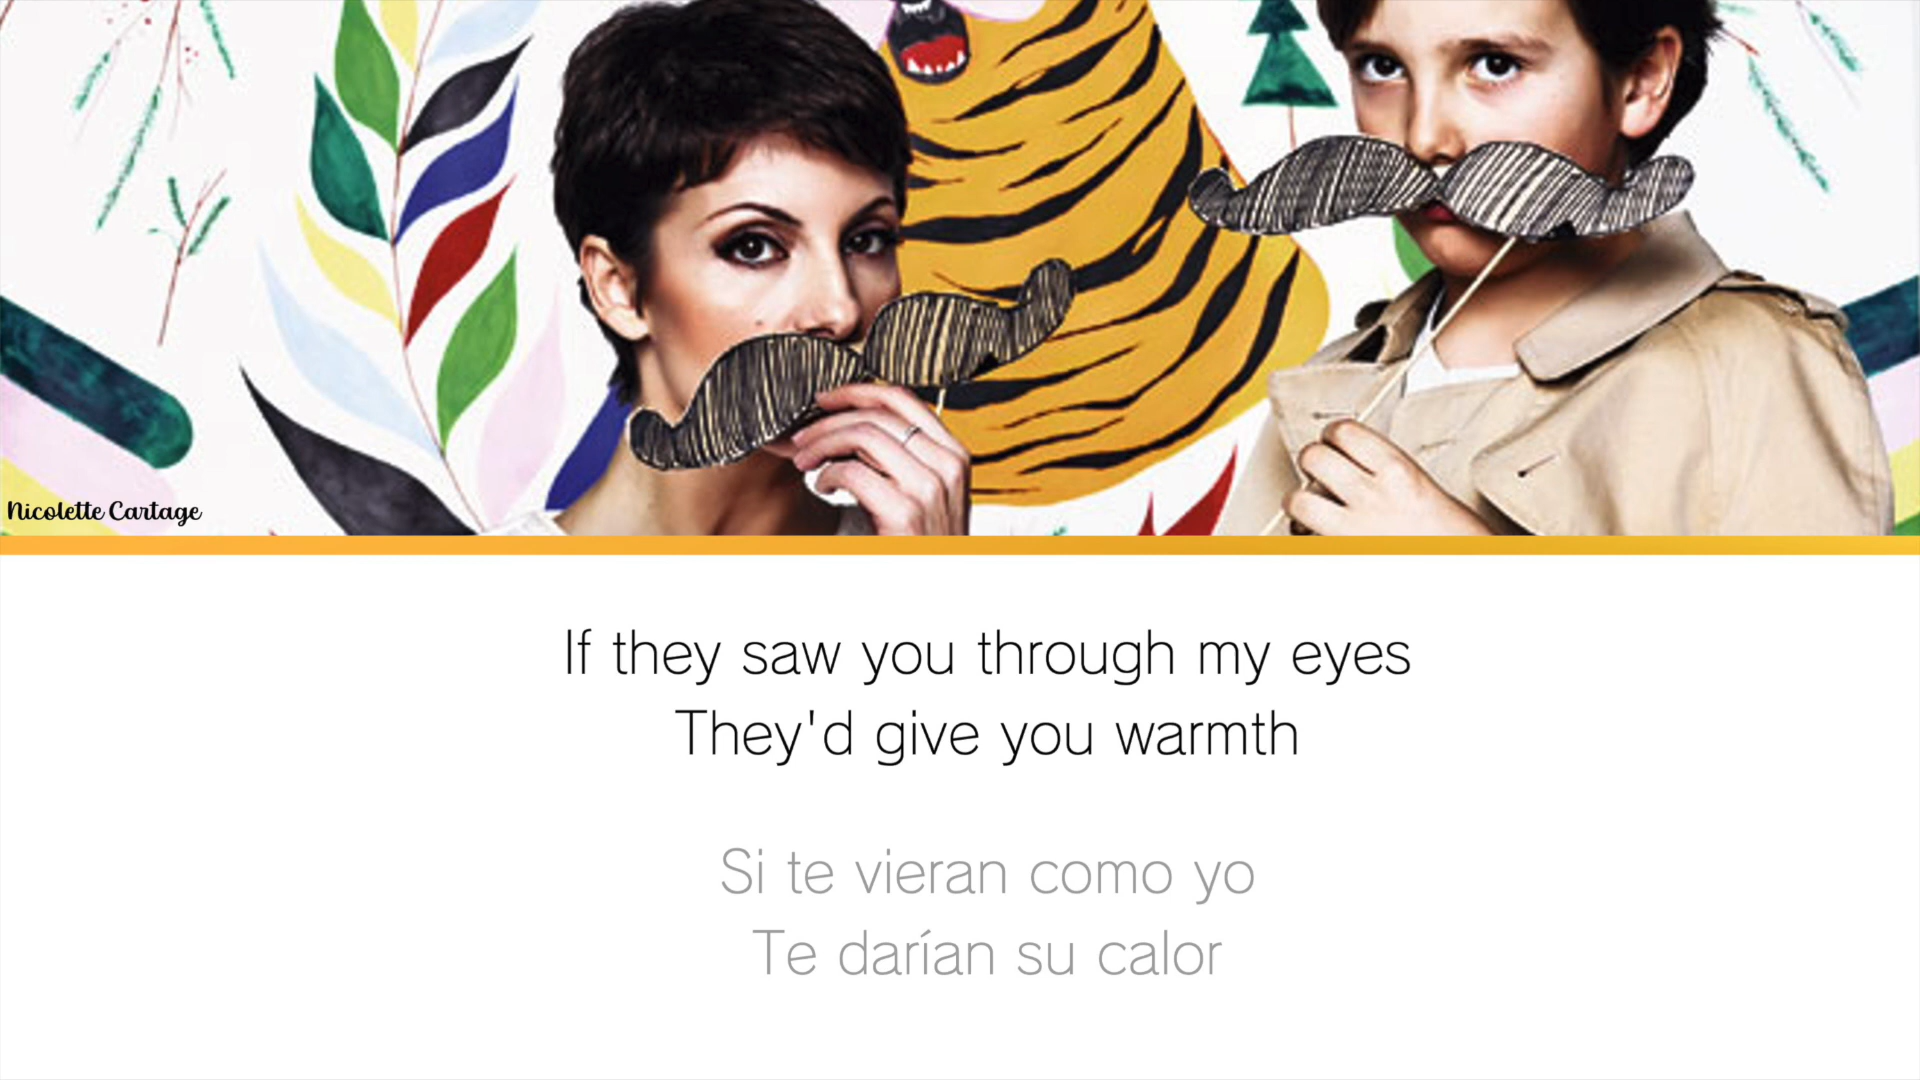 Nicolette Cartage
If they saw you through my eyes
They'd give you warmth
Si te vieran como yo
Te darían su calor